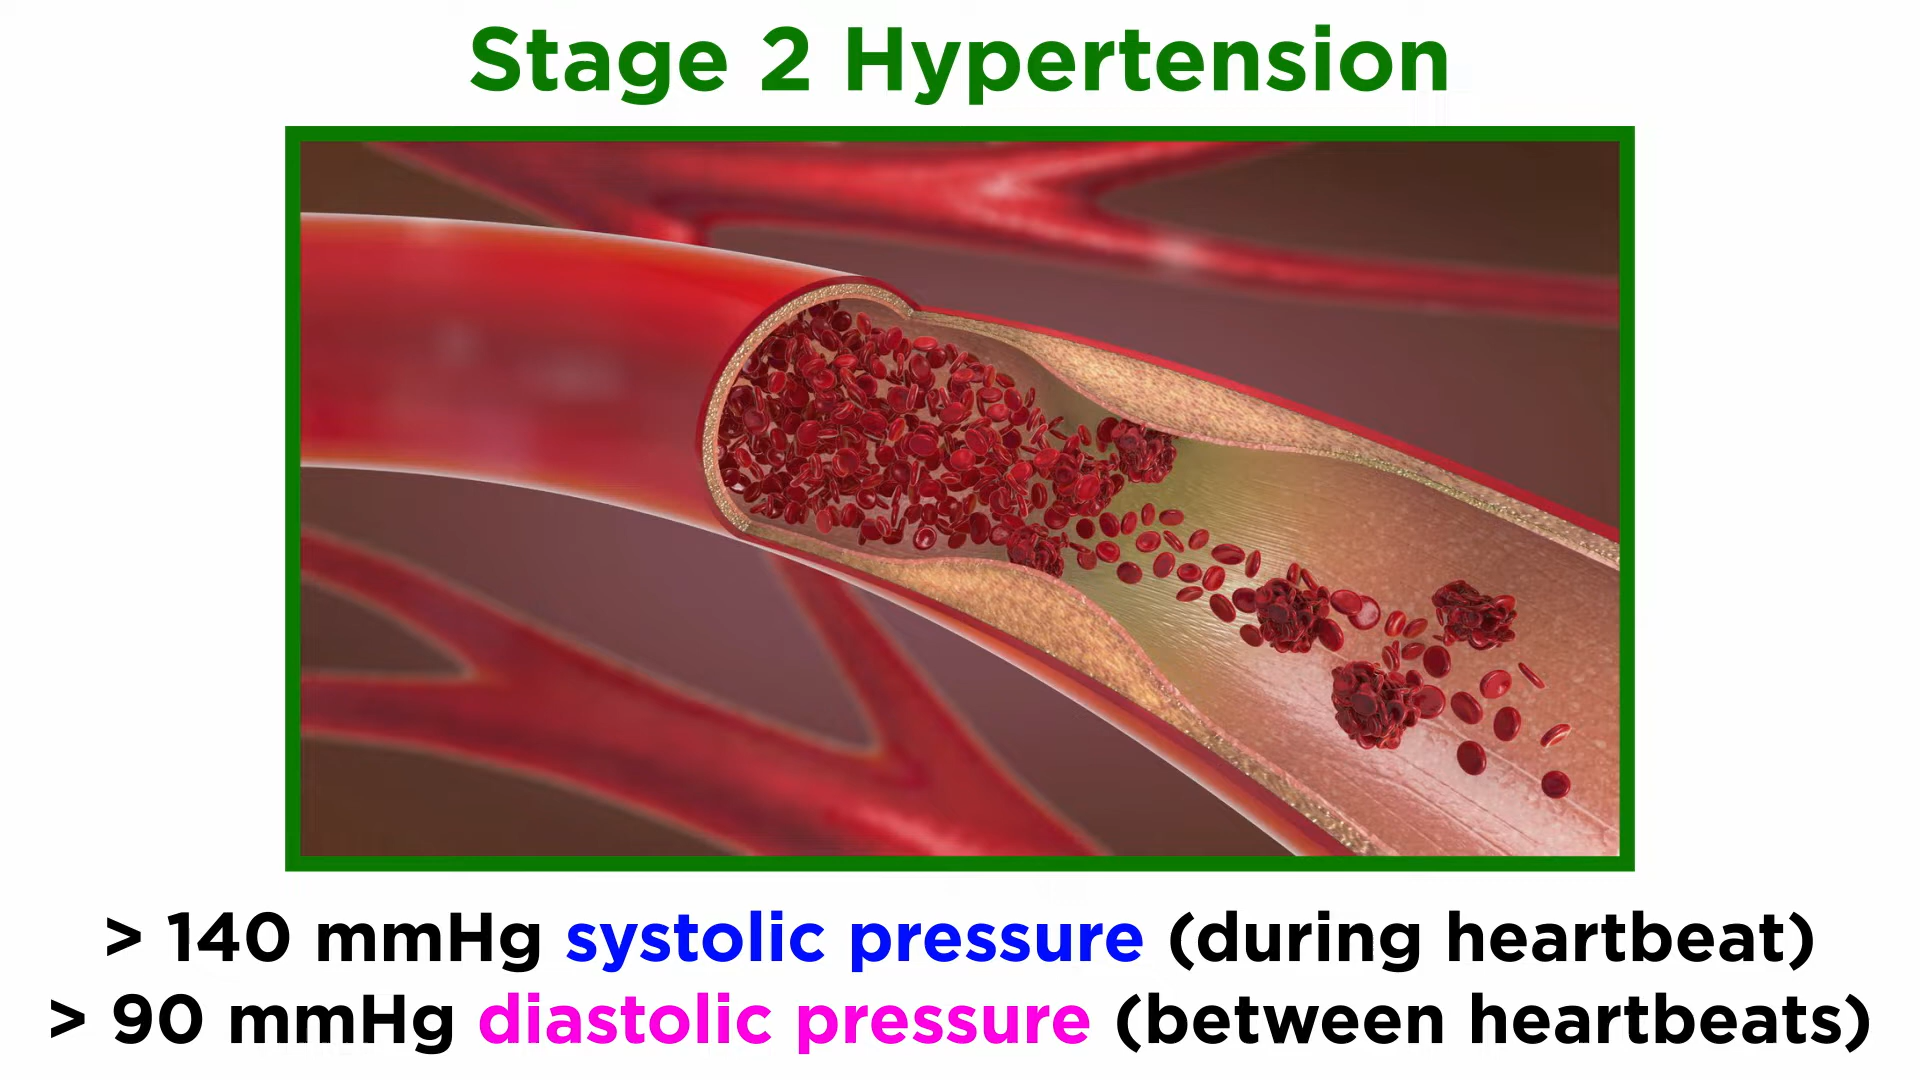 Stage 2 Hypertension
> 140 mmHg systolic pressure (during heartbeat)
> 90 mmHg diastolic pressure (between heartbeats)